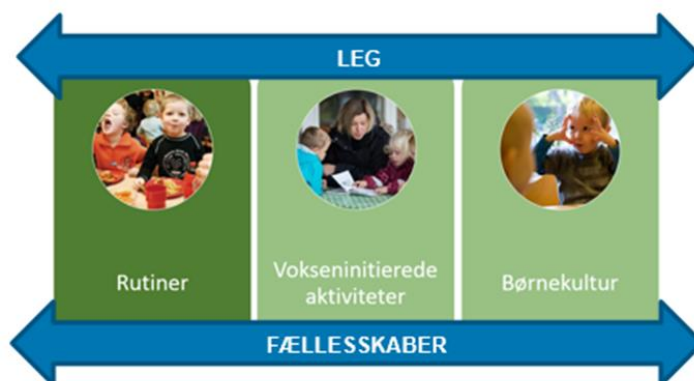 LEG
Rutiner
Vokseninitierede
aktiviteter
Børnekultur
FÆLLESSKABER